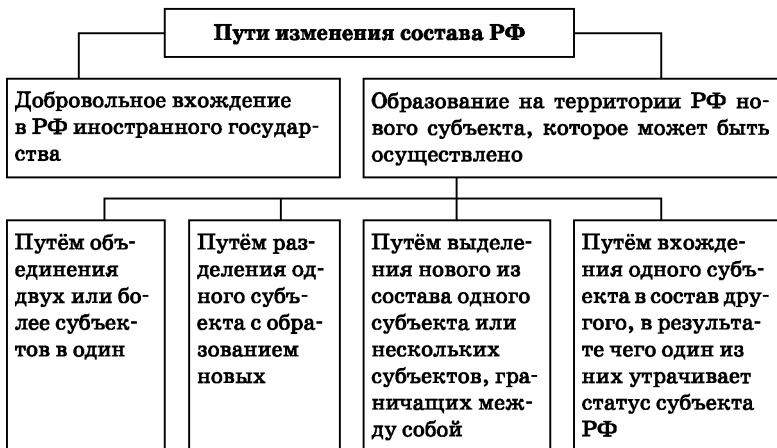 Пути изменения состава РФ
Добровольное вхождение
в РФ иностранного государ-
ства
Образование на территории РФ но-
вого субъекта, которое может быть
осуществлено
Путём объ-
единения
двух или бо-
лее субъек-
тов в один
Путём раз-
деления од-
ного субъ-
екта с обра-
зованием
новых
Путём выделе-
ния нового из
состава одного
субъекта или
нескольких
субъектов, гра-
ничащих меж-
ду собой
Путём вхожде-
ния одного субъ-
екта в состав дру-
гого, в результа-
те чего один из
них утрачивает
статус субъекта
РФ